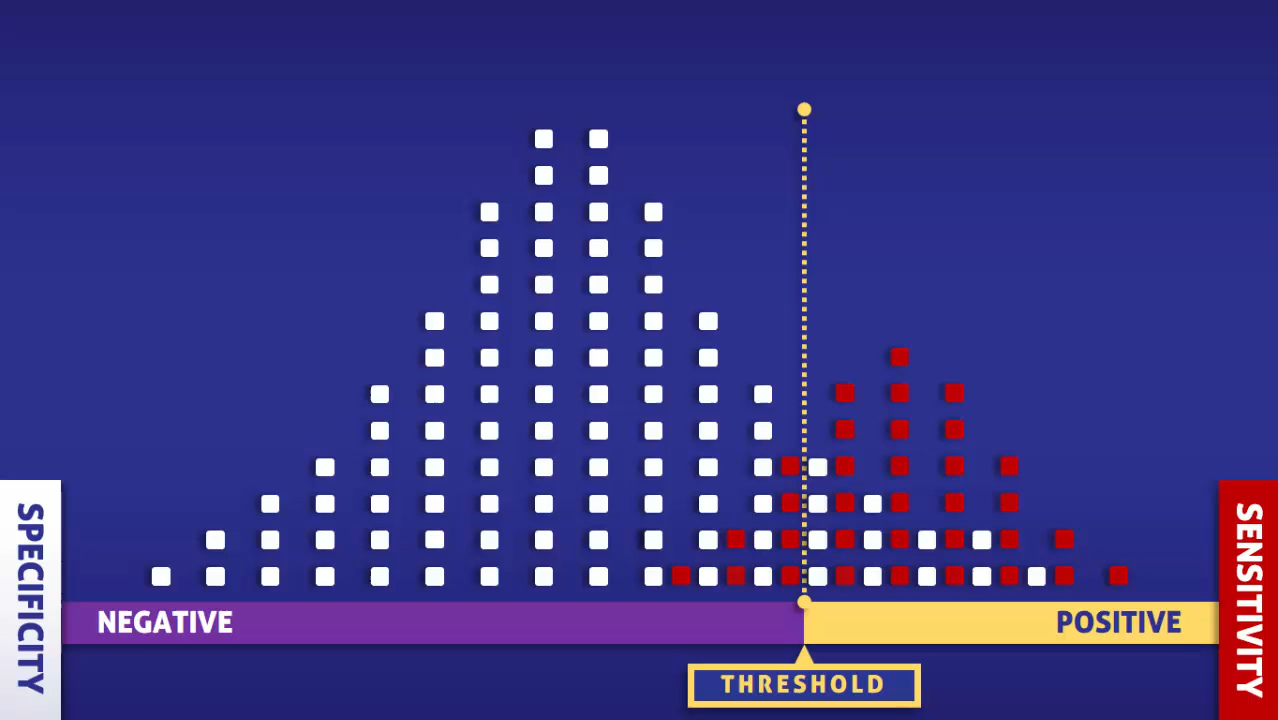 SPECIFICITY
NEGATIVE
POSITIVE
SENSITIVITY
THRESHOLD